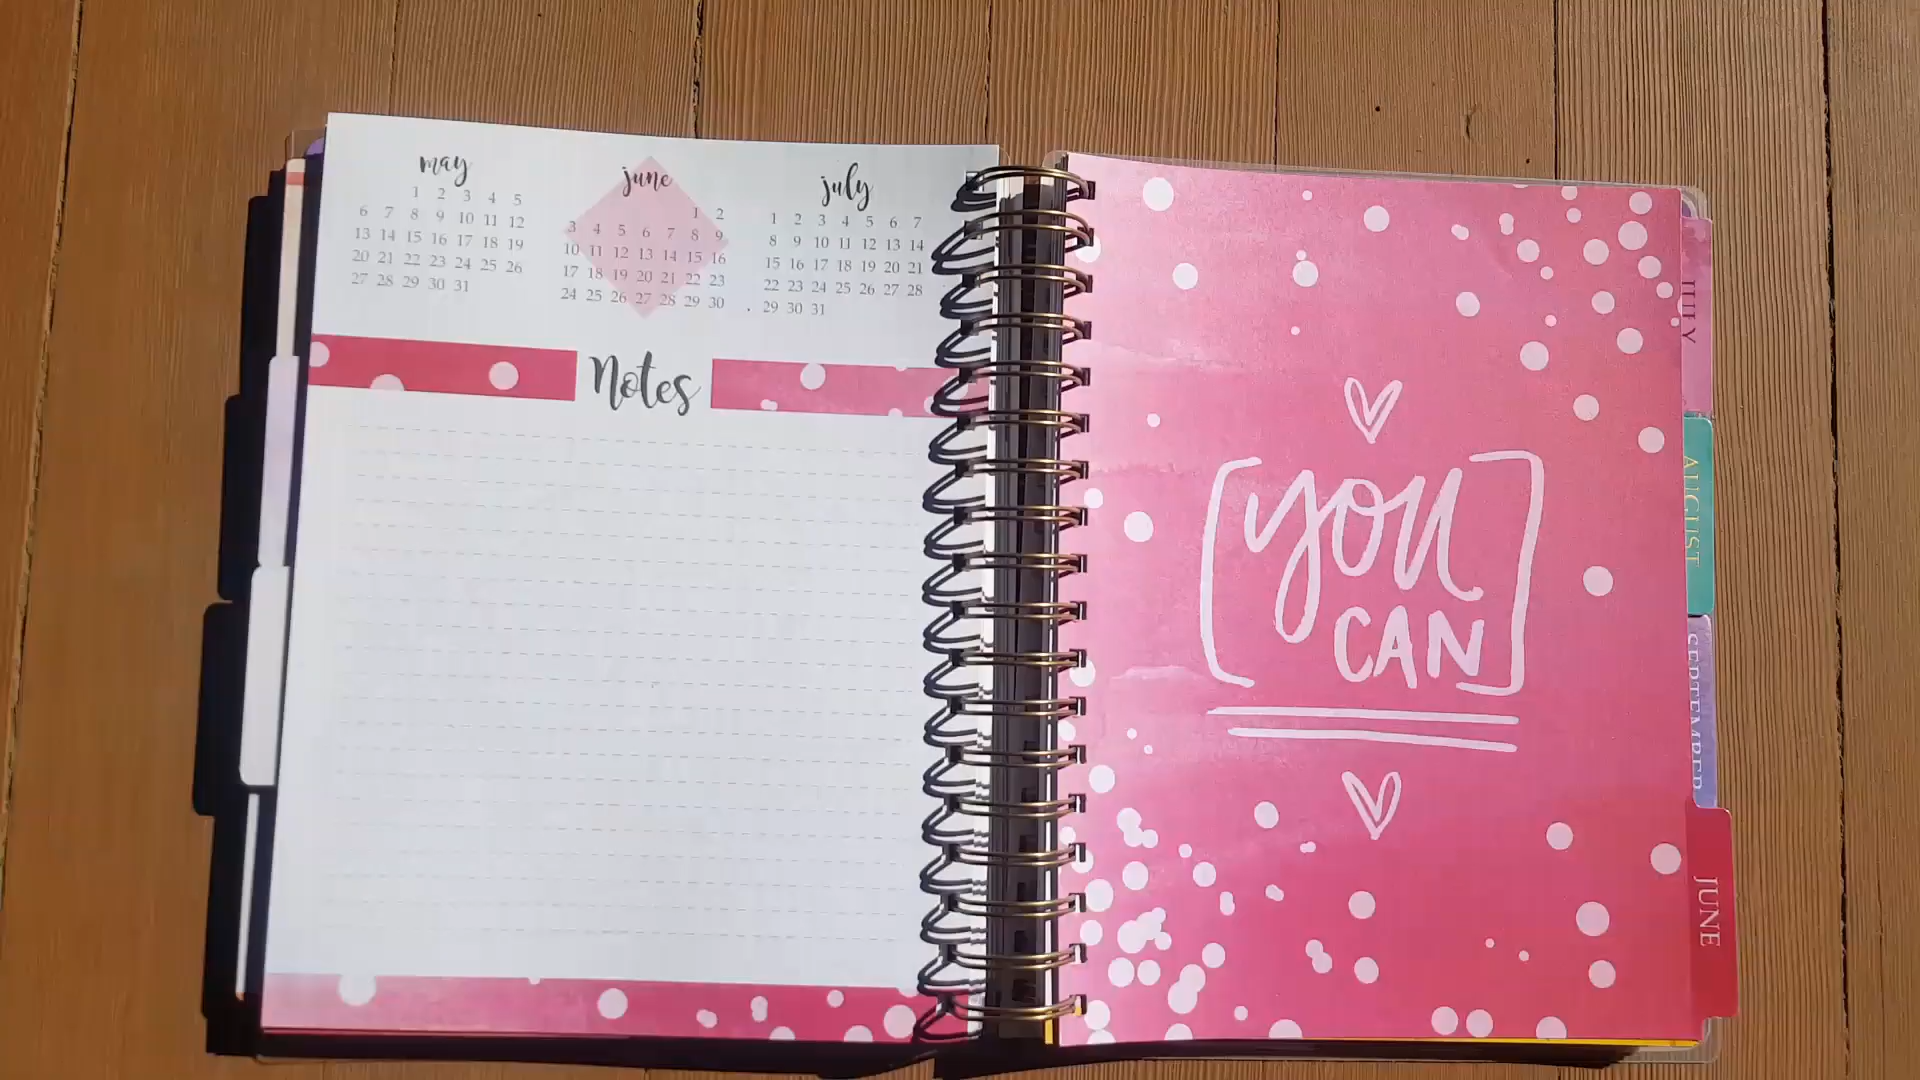 may
1 2 3 4 5
6 7 8 9 10 11 12
13 14 15 16 17 18 19
20 21 22 23 24 25 26
27 28 29 30 31
june
1 2
3 4 5 6 7 8 9
10 11 12 13 14 15 16
17 18 19 20 21 22 23
24 25 26 27 28 29 30
july
1 2 3 4 5 6 7
8 9 10 11 12 13 14
15 16 17 18 19 20 21
22 23 24 25 26 27 28
29 30 31
Notes
you
CAN
JULY
AUGUST
SEPTEMBER
JUNE